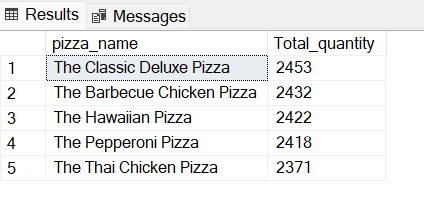 Results Messages
pizza_name Total_quantity
1 The Classic Deluxe Pizza 2453
2 The Barbecue Chicken Pizza 2432
3 The Hawaiian Pizza 2422
4 The Pepperoni Pizza 2418
5 The Thai Chicken Pizza 2371